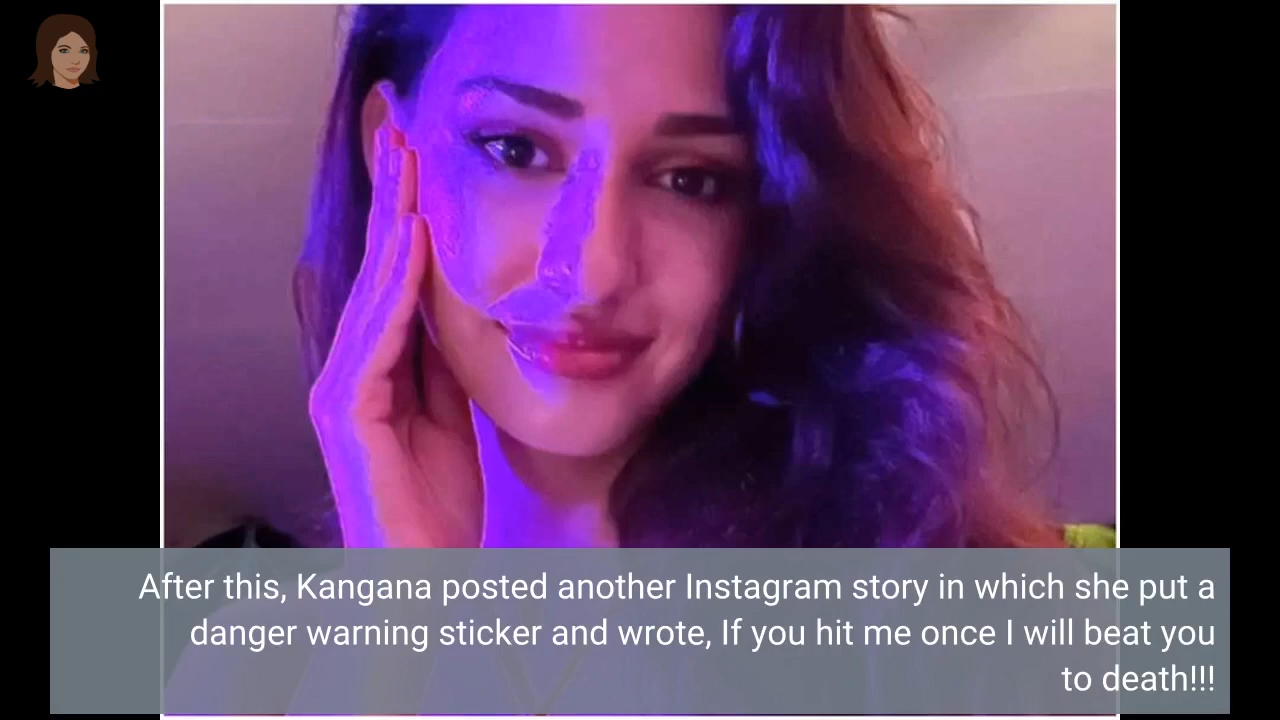 After this, Kangana posted another Instagram story in which she put a
danger warning sticker and wrote, If you hit me once I will beat you
to death!!!